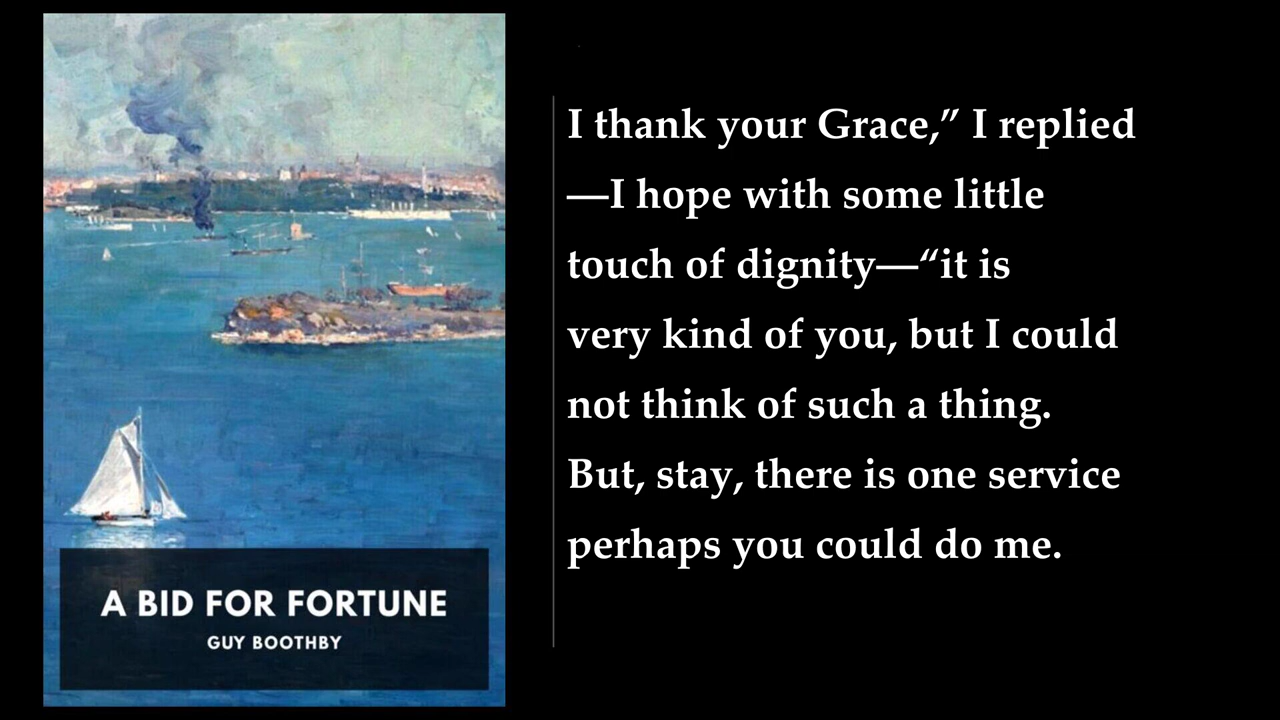 A BID FOR FORTUNE
GUY BOOTHBY
I thank your Grace,” I replied
—I hope with some little
touch of dignity—“it is
very kind of you, but I could
not think of such a thing.
But, stay, there is one service
perhaps you could do me.